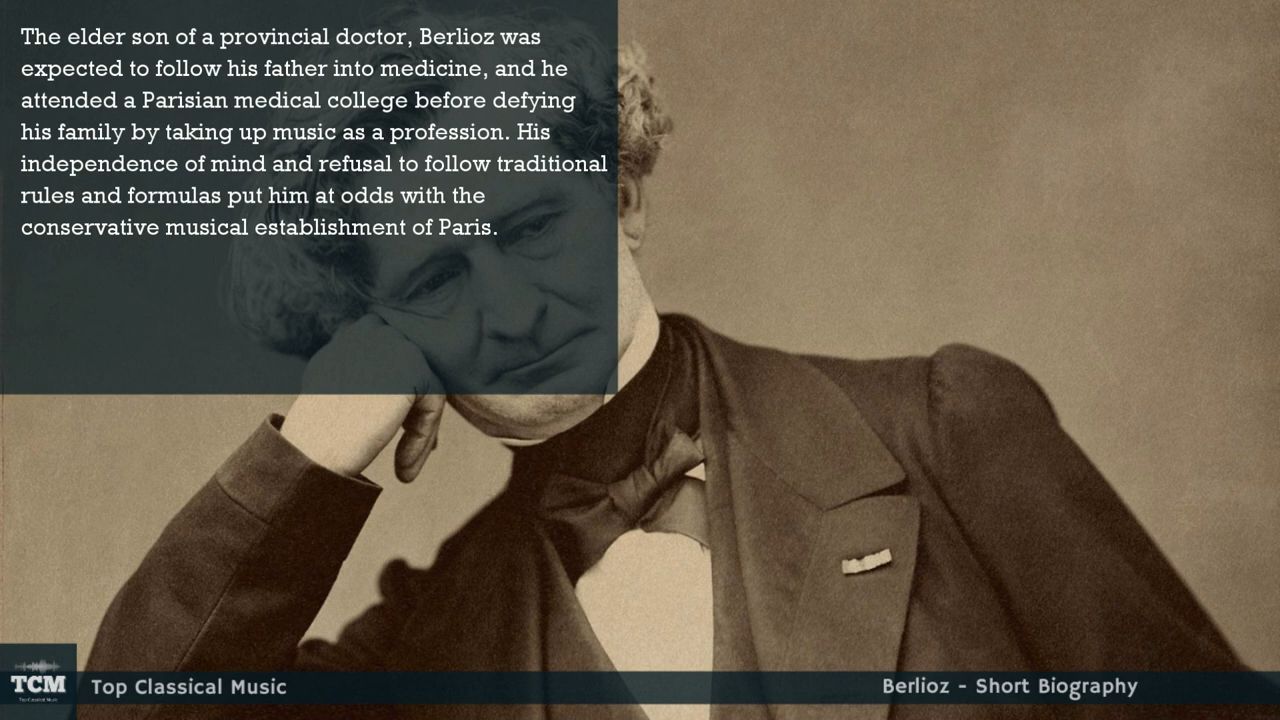 The elder son of a provincial doctor, Berlioz was
expected to follow his father into medicine, and he
attended a Parisian medical college before defying
his family by taking up music as a profession. His
independence of mind and refusal to follow traditional
rules and formulas put him at odds with the
conservative musical establishment of Paris.
TCM
Top Classical Music
Top Classical Music
Berlioz - Short Biography